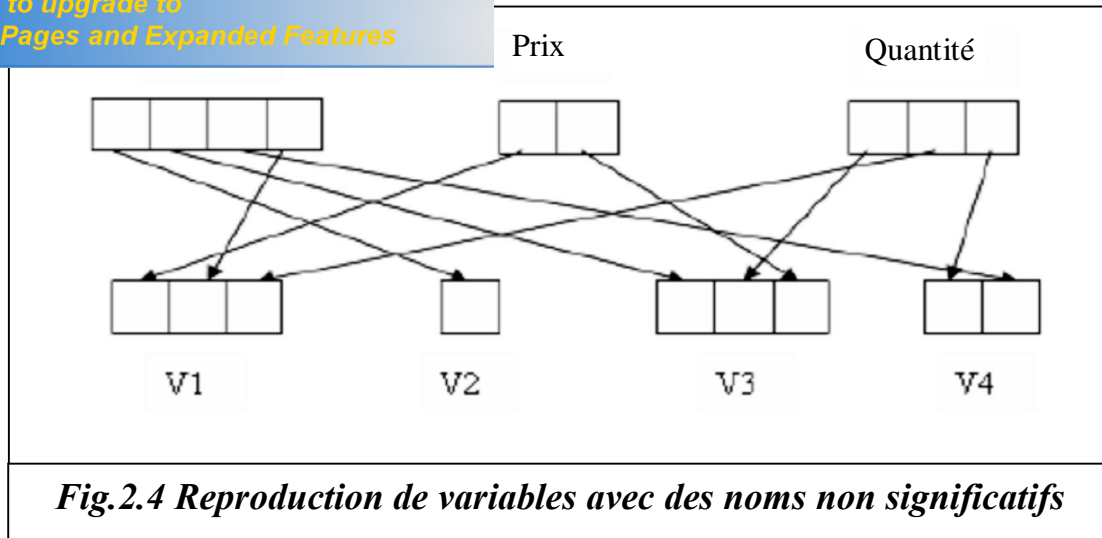 to upgrade to
Pages and Expanded Features
Prix
Quantité
V1
V2
V3
V4
Fig.2.4 Reproduction de variables avec des noms non significatifs